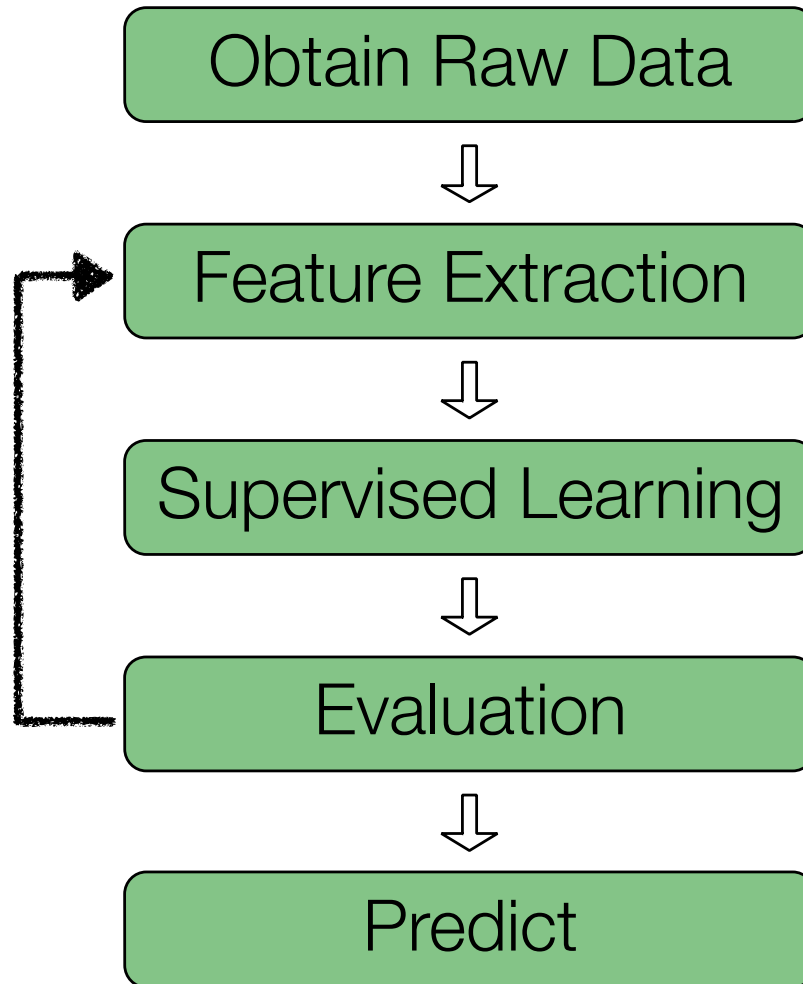 Obtain Raw Data
Feature Extraction
Supervised Learning
Evaluation
Predict